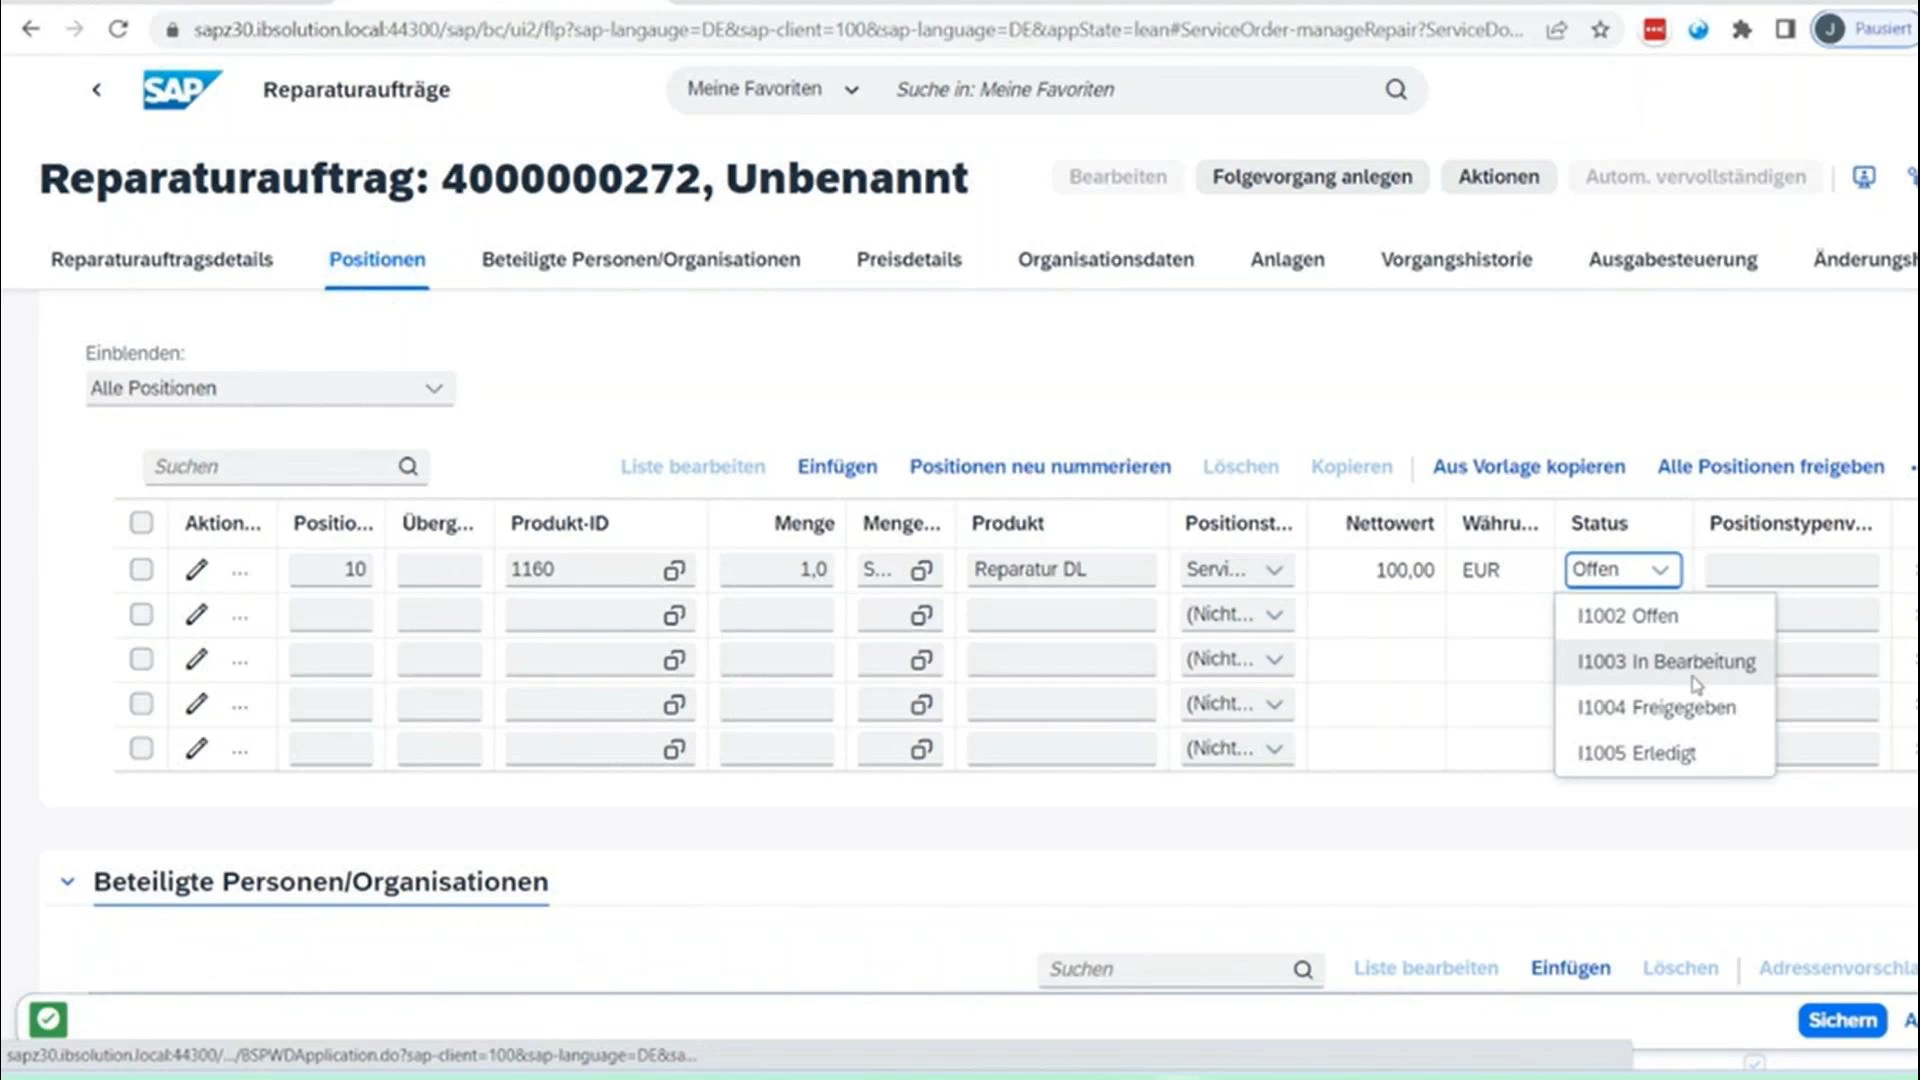 sapz30.ibsolution.local:44300/sap/bc/ui2/flp?sap-langauge=DE&sap-client=100&sap-language=DE&appState=lean#ServiceOrder-manageRepair?ServiceDo...
J Pausiert
SAP Reparaturaufträge Meine Favoriten Suche in: Meine Favoriten
Reparaturauftrag: 4000000272, Unbenannt Bearbeiten Folgevorgang anlegen Aktionen Autom. vervollständigen
Reparaturauftragsdetails Positionen Beteiligte Personen/Organisationen Preisdetails Organisationsdaten Anlagen Vorgangshistorie Ausgabesteuerung Änderungsh
Einblenden:
Alle Positionen
Suchen Liste bearbeiten Einfügen Positionen neu nummerieren Löschen Kopieren Aus Vorlage kopieren Alle Positionen freigeben
Aktion... Positio... Überg... Produkt-ID Menge Menge... Produkt Positionst... Nettowert Währu... Status Positionstypenv...
... 10 1160 1,0 S... Reparatur DL Servi... 100,00 EUR Offen
... (Nicht... I1002 Offen
... (Nicht... I1003 In Bearbeitung
... (Nicht... I1004 Freigegeben
... (Nicht... I1005 Erledigt
Beteiligte Personen/Organisationen
Suchen Liste bearbeiten Einfügen Löschen Adressenvorschla
Sichern A
sapz30.ibsolution.local:44300/.../BSPWDApplication.do?sap-client=100&sap-language=DE&sa...